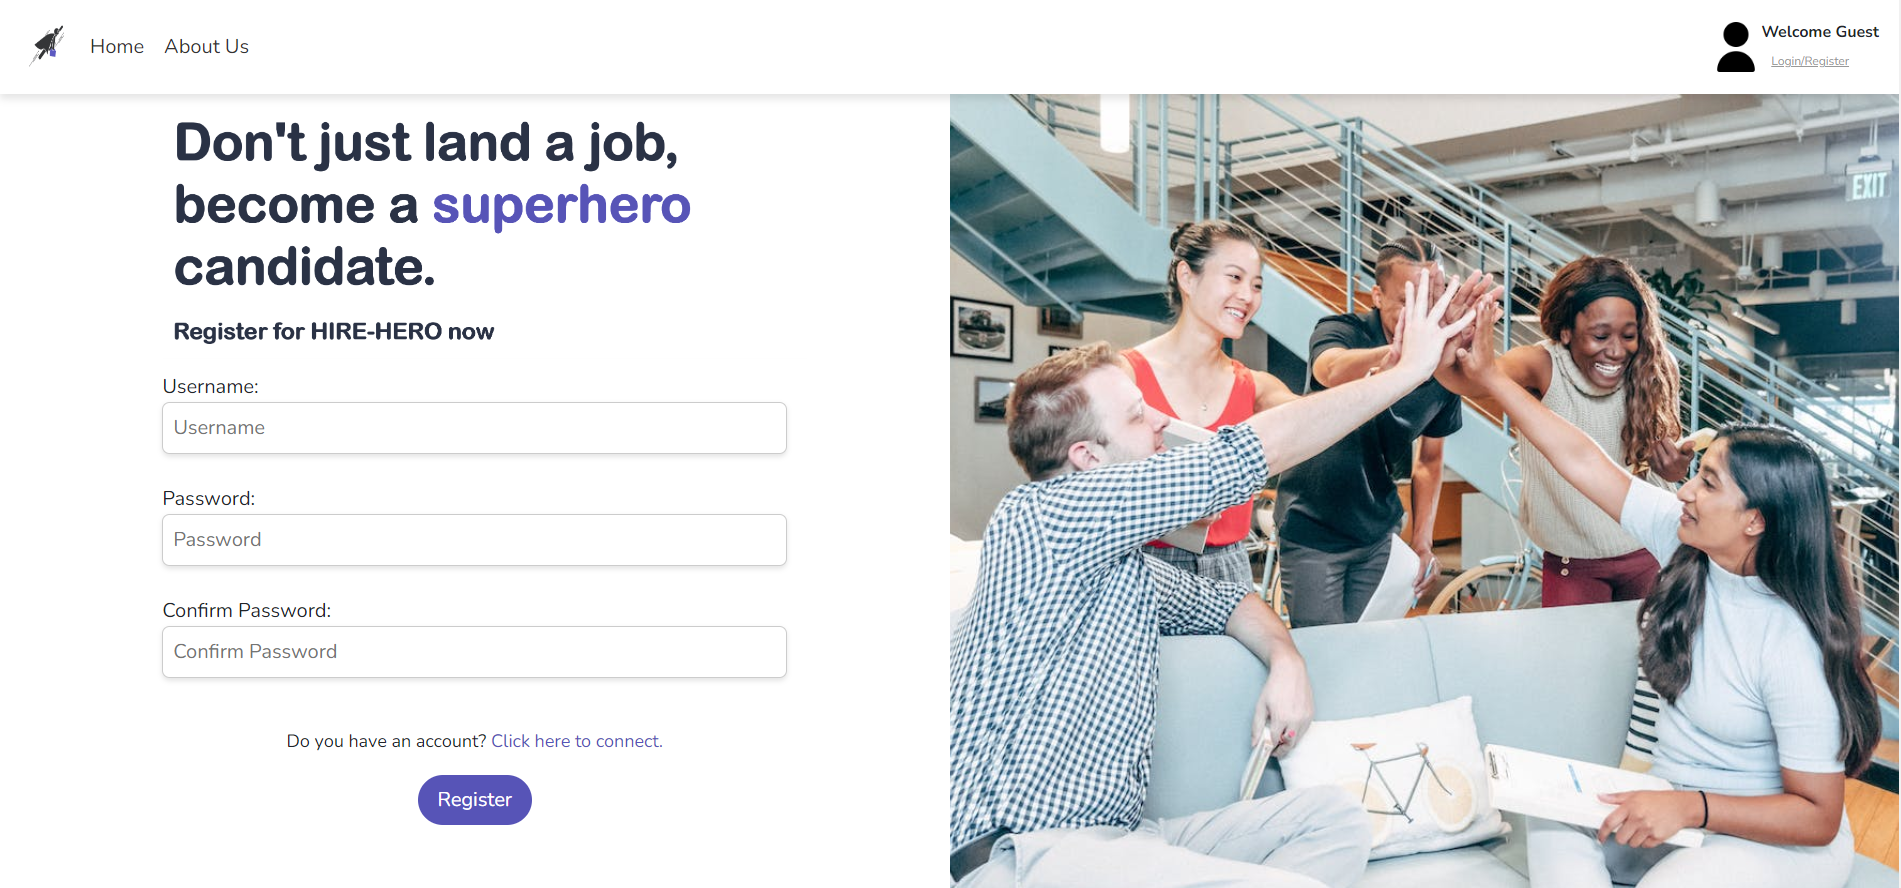 Home About Us
Welcome Guest
Login/Register
Don't just land a job,
become a superhero
candidate.
Register for HIRE-HERO now
Username:
Username
Password:
Password
Confirm Password:
Confirm Password
Do you have an account? Click here to connect.
Register
EXIT